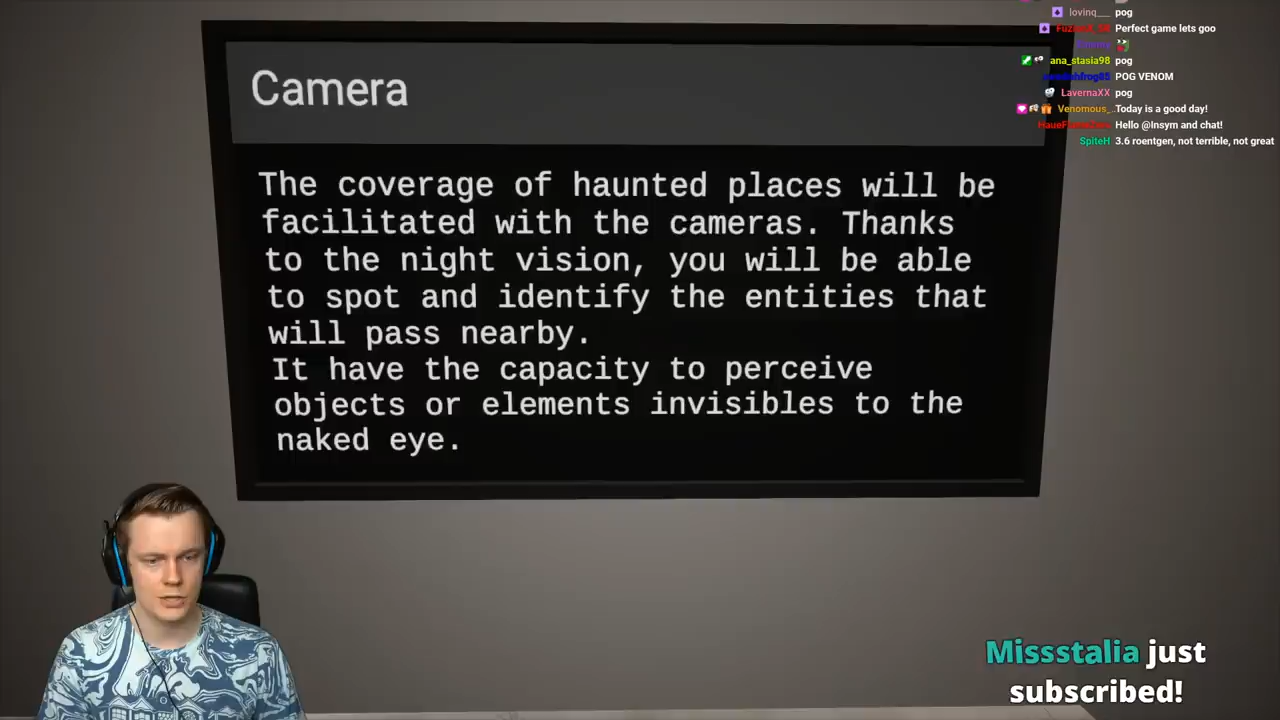 Camera
The coverage of haunted places will be
facilitated with the cameras. Thanks
to the night vision, you will be able
to spot and identify the entities that
will pass nearby.
It have the capacity to perceive
objects or elements invisibles to the
naked eye.
lovinq__ pog
Perfect game lets goo
ana_stasia98 pog
POG VENOM
LavernaXX pog
Venomous_.. Today is a good day!
Hello @Insym and chat!
SpiteH 3.6 roentgen, not terrible, not great
Missstalia just
subscribed!